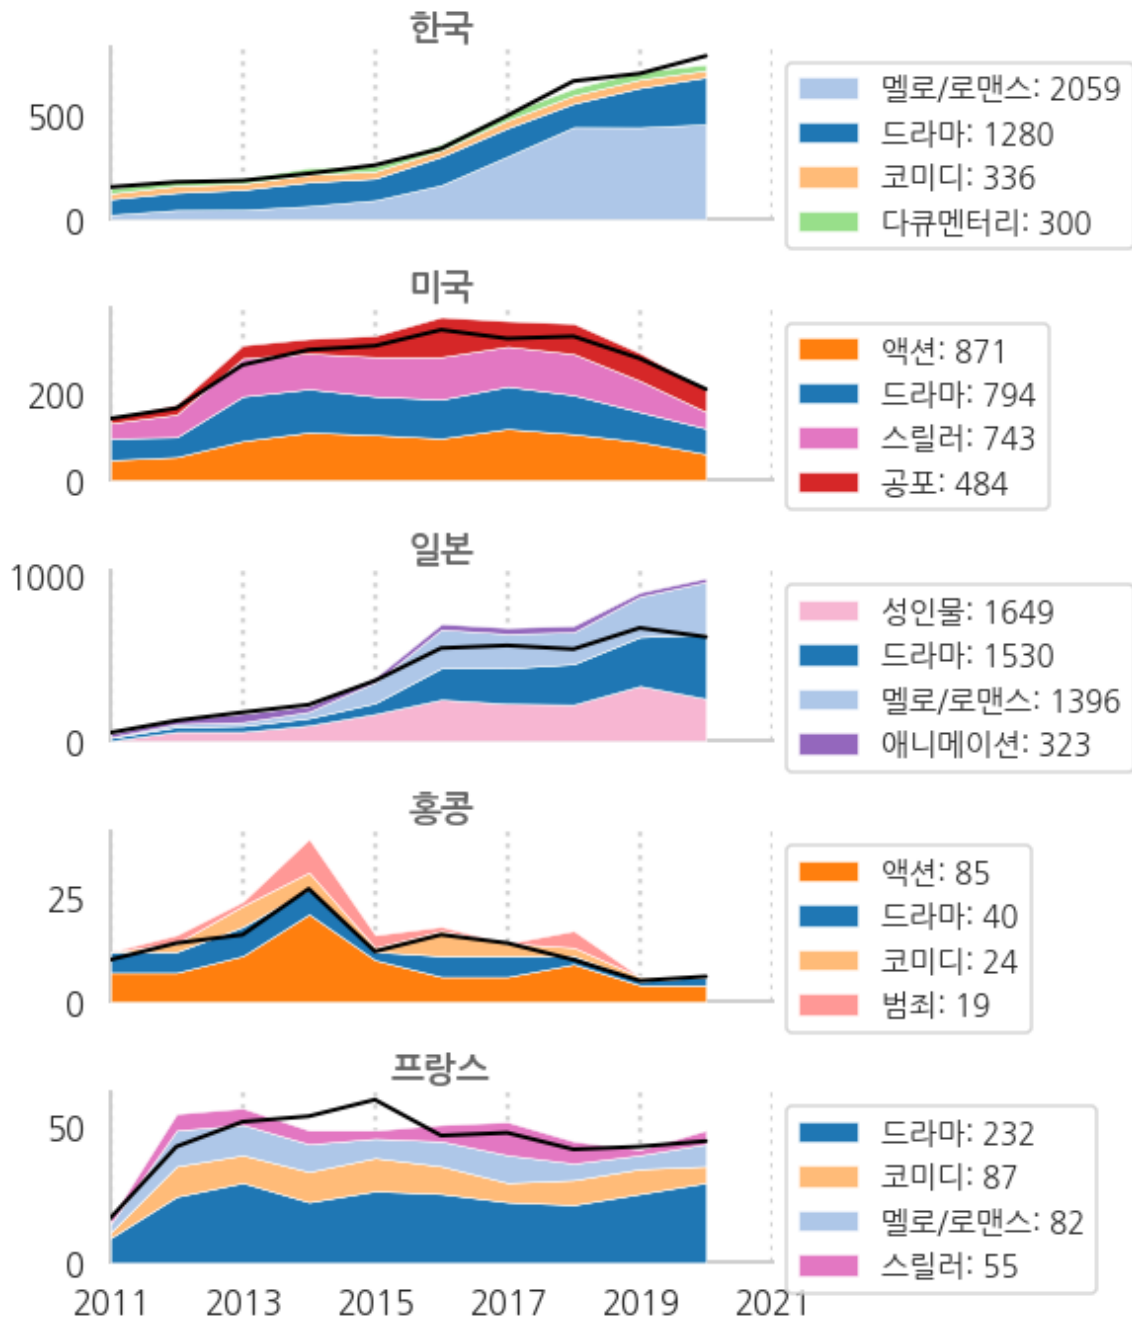 한국
500
0
멜로/로맨스: 2059
드라마: 1280
코미디: 336
다큐멘터리: 300
미국
200
0
액션: 871
드라마: 794
스릴러: 743
공포: 484
일본
1000
0
성인물: 1649
드라마: 1530
멜로/로맨스: 1396
애니메이션: 323
홍콩
25
0
액션: 85
드라마: 40
코미디: 24
범죄: 19
프랑스
50
0
드라마: 232
코미디: 87
멜로/로맨스: 82
스릴러: 55
2011 2013 2015 2017 2019 2021